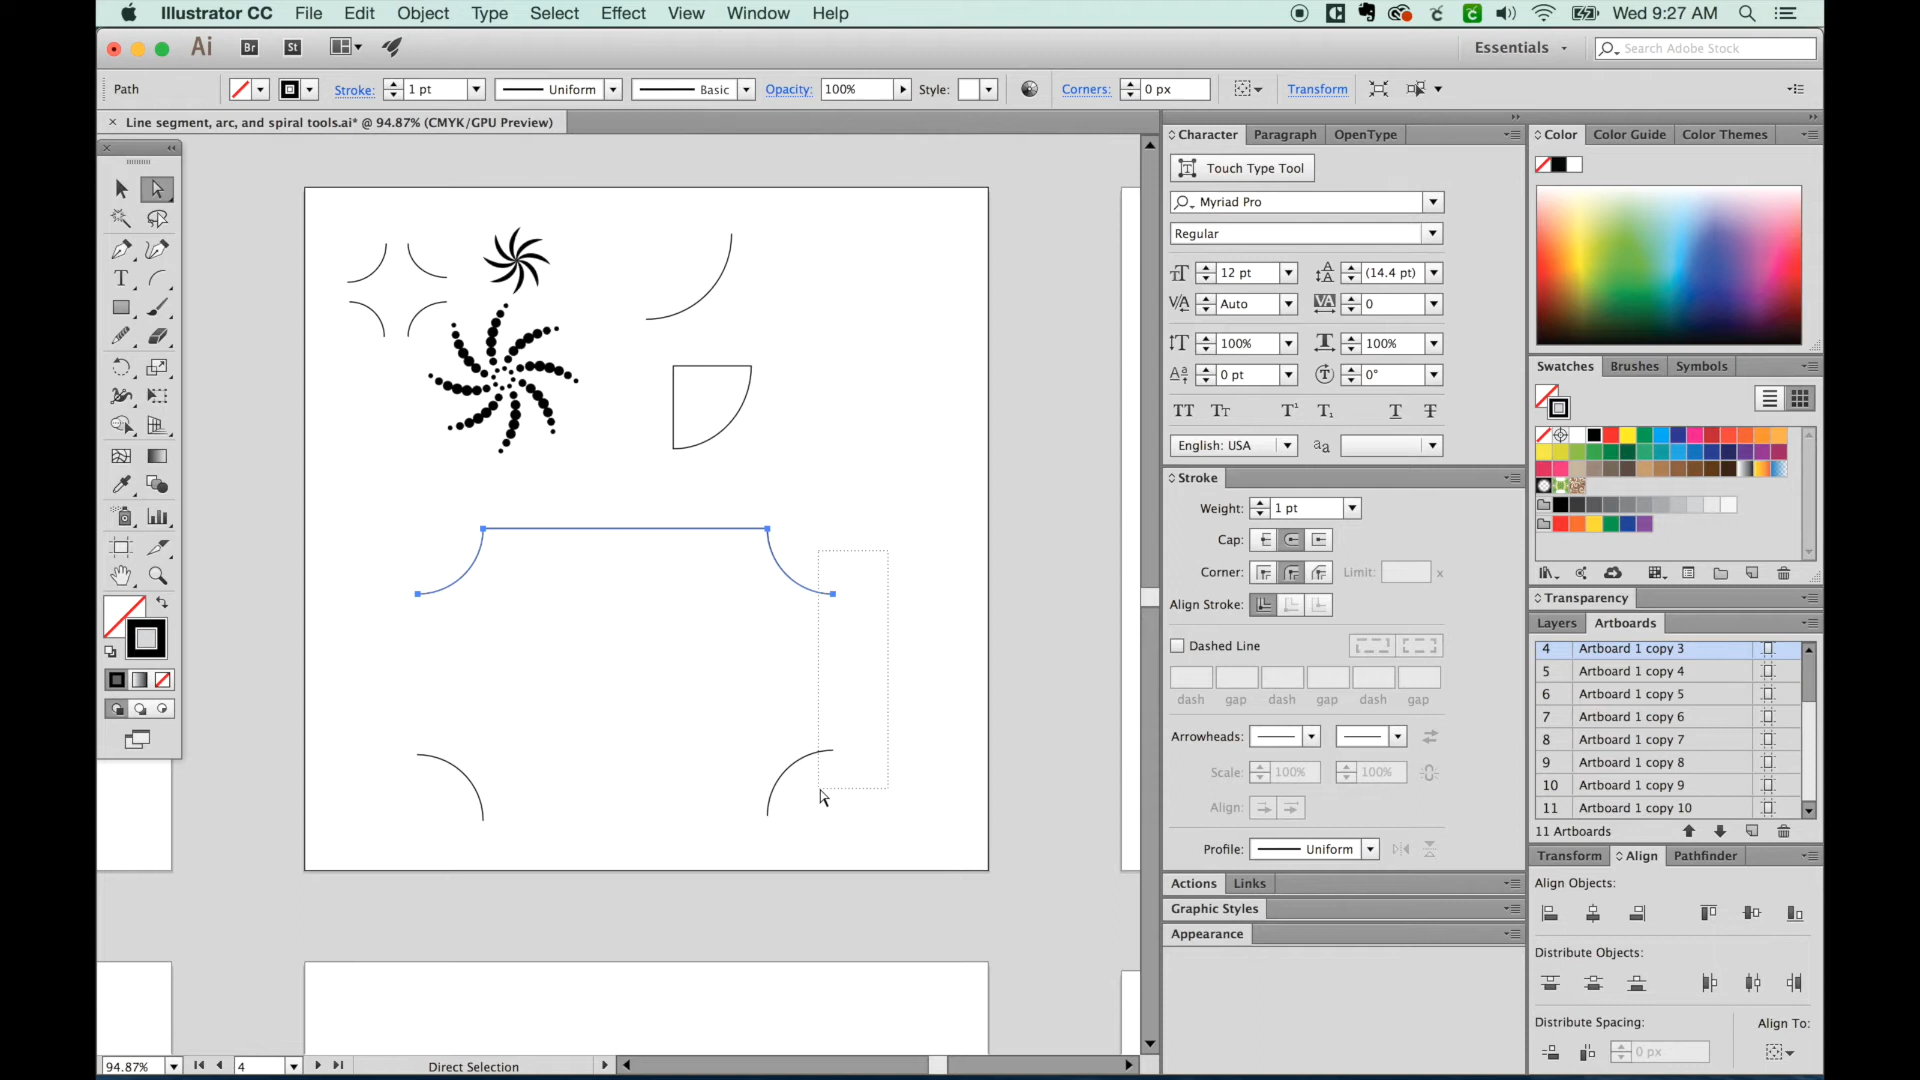 Illustrator CC File Edit Object Type Select Effect View Window Help
Wed 9:27 AM
Ai Br St
Essentials
Search Adobe Stock
Path
Stroke: 1 pt Uniform Basic Opacity: 100% Style: Corners: 0 px Transform
× Line segment, arc, and spiral tools.ai* @ 94.87% (CMYK/GPU Preview)
Character Paragraph OpenType
Touch Type Tool
Myriad Pro
Regular
12 pt (14.4 pt)
Auto 0
100% 100%
0 pt 0°
English: USA
Stroke
Weight: 1 pt
Cap:
Corner: Limit: x
Align Stroke:
Dashed Line
dash gap dash gap dash gap
Arrowheads:
Scale: 100% 100%
Align:
Profile: Uniform
Actions Links
Graphic Styles
Appearance
Color Color Guide Color Themes
Swatches Brushes Symbols
Transparency
Layers Artboards
4 Artboard 1 copy 3
5 Artboard 1 copy 4
6 Artboard 1 copy 5
7 Artboard 1 copy 6
8 Artboard 1 copy 7
9 Artboard 1 copy 8
10 Artboard 1 copy 9
11 Artboard 1 copy 10
11 Artboards
Transform Align Pathfinder
Align Objects:
Distribute Objects:
Distribute Spacing: Align To:
0 px
94.87% 4 Direct Selection